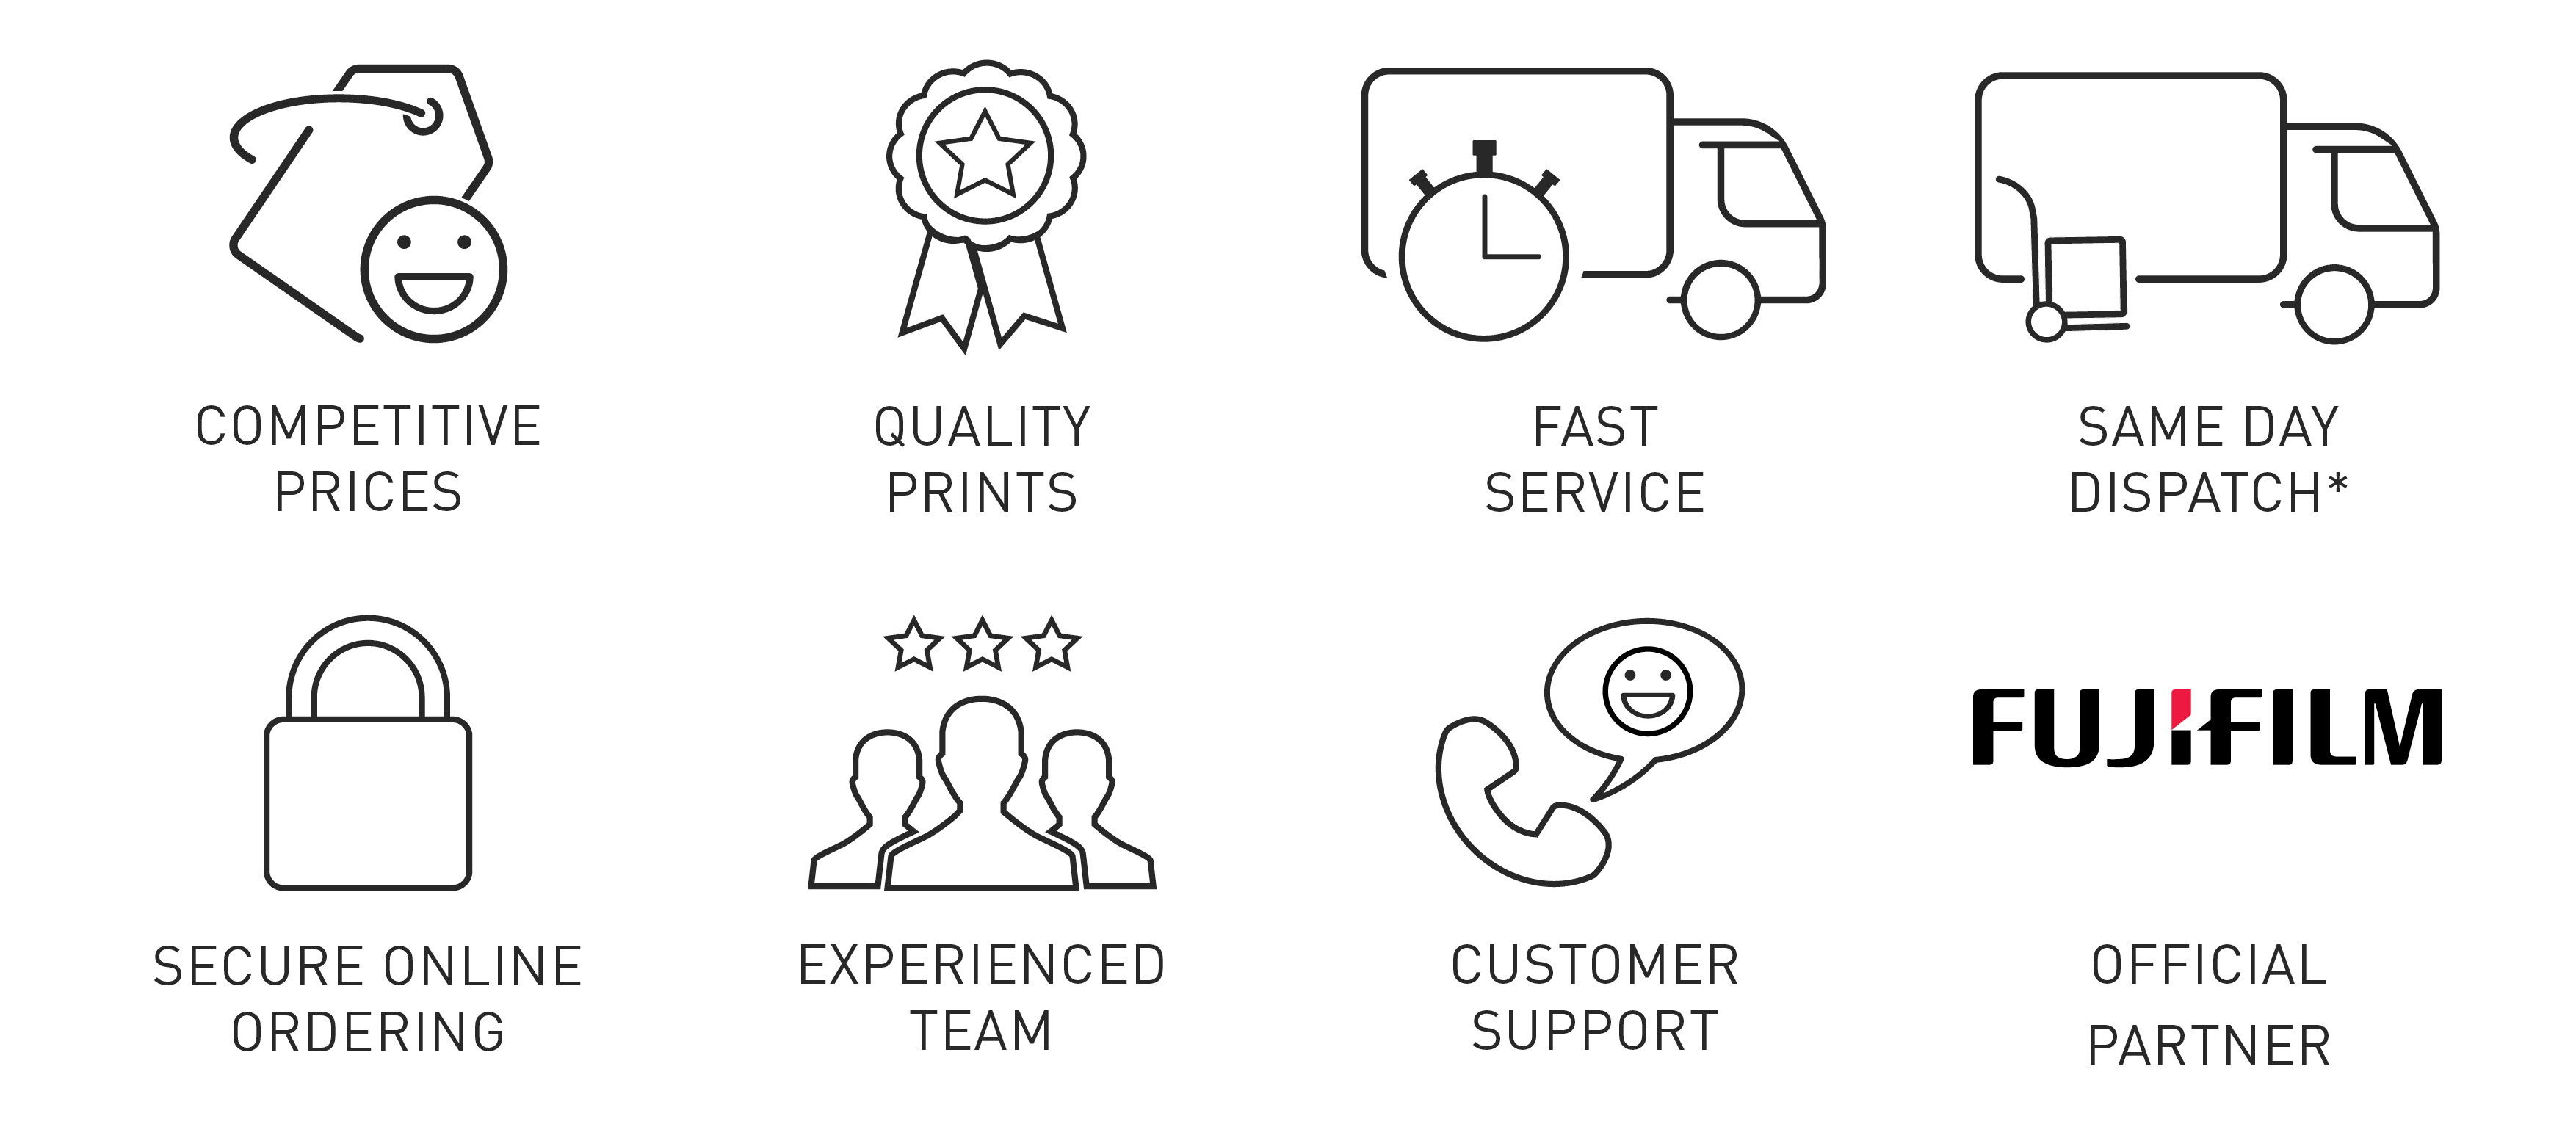 COMPETITIVE
PRICES
QUALITY
PRINTS
FAST
SERVICE
SAME DAY
DISPATCH*
SECURE ONLINE
ORDERING
EXPERIENCED
TEAM
CUSTOMER
SUPPORT
FUJIFILM
OFFICIAL
PARTNER